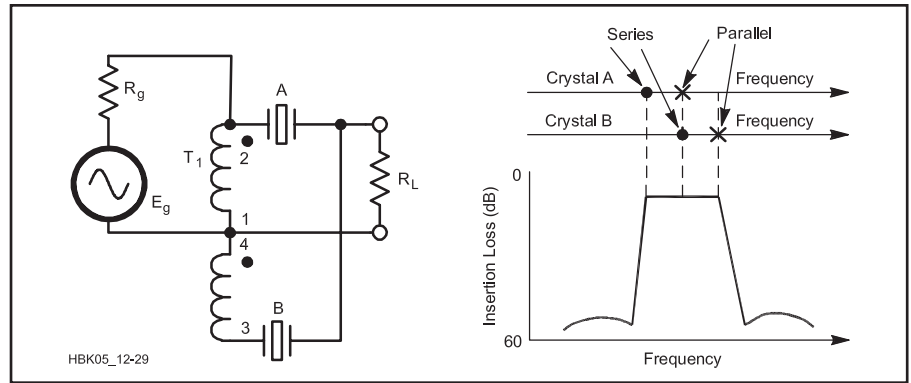 Rg
Eg
T1
2
1
4
3
A
B
RL
HBK05_12-29
Series
Parallel
Crystal A
Frequency
Crystal B
Frequency
0
Insertion Loss (dB)
60
Frequency